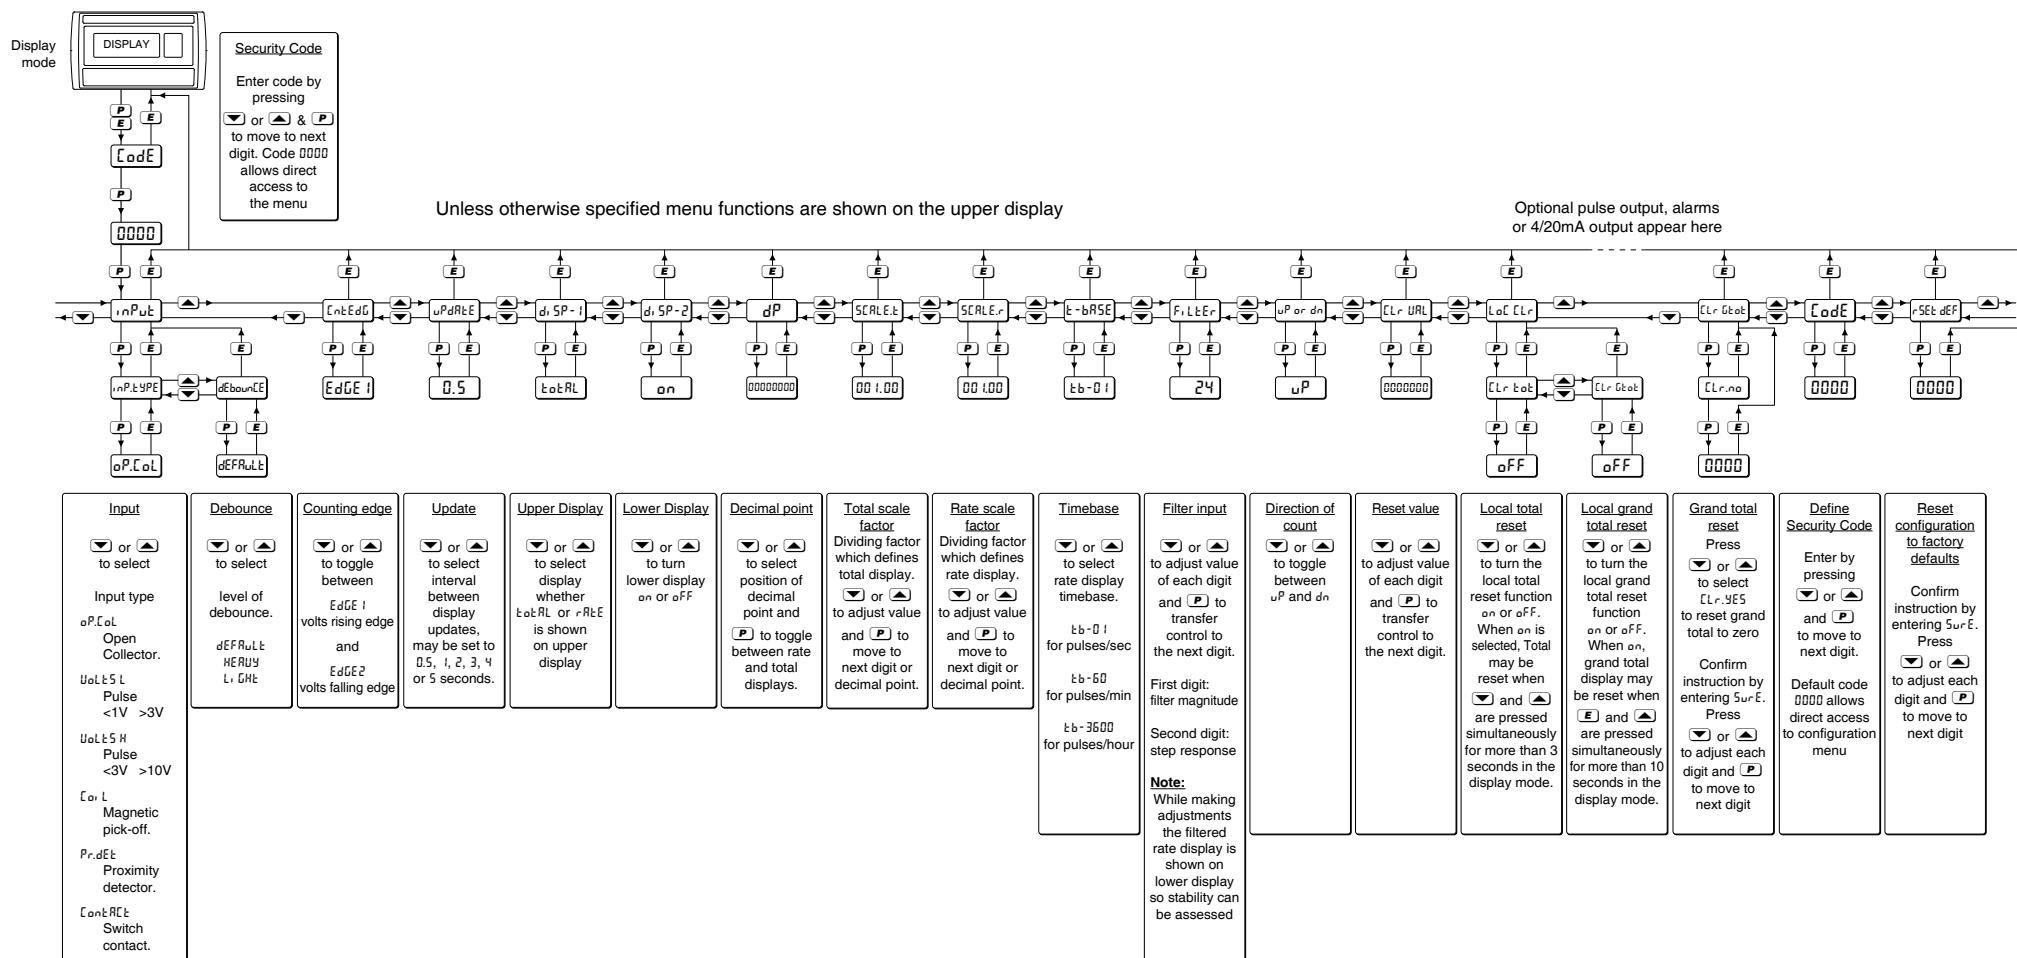 Display
mode
DISPLAY
P
E
E
CodE
P
0000
Security Code
Enter code by
pressing
or & P
to move to next
digit. Code 0000
allows direct
access to
the menu
Unless otherwise specified menu functions are shown on the upper display
Optional pulse output, alarms
or 4/20mA output appear here
P E E E E E E E E E E E E E E E E
inPut CntEdG uPdAtE diSP-1 diSP-2 dP SCALE.t SCALE.r t-bASE FiLtEr uP or dn CLr VAL LoC CLr CLr Gtot CodE rSEt dEF
P E E P E P E P E P E P E P E P E P E P E P E P E P E E P E P E P E
inP.tYPE dEbounCE EdGE 1 0.5 totAL on 00000000 001.00 001.00 tb-01 24 uP 0000000 CLr tot CLr Gtot CLr.no 0000 0000
P E P E P E P E P E
oP.CoL dEFAuLt oFF oFF 0000
Input
or
to select
Input type
oP.CoL
Open
Collector.
VoLtS L
Pulse
<1V >3V
VoLtS H
Pulse
<3V >10V
CoiL
Magnetic
pick-off.
Pr.dEt
Proximity
detector.
ContACt
Switch
contact.
Debounce
or
to select
level of
debounce.
dEFAuLt
HEAVY
LiGHt
Counting edge
or
to toggle
between
EdGE 1
volts rising edge
and
EdGE2
volts falling edge
Update
or
to select
interval
between
display
updates,
may be set to
0.5, 1, 2, 3, 4
or 5 seconds.
Upper Display
or
to select
display
whether
totAL or rAtE
is shown
on upper
display
Lower Display
or
to turn
lower display
on or oFF
Decimal point
or
to select
position of
decimal
point and
P to toggle
between rate
and total
displays.
Total scale
factor
Dividing factor
which defines
total display.
or
to adjust value
and P to
move to
next digit or
decimal point.
Rate scale
factor
Dividing factor
which defines
rate display.
or
to adjust value
and P to
move to
next digit or
decimal point.
Timebase
or
to select
rate display
timebase.
tb-01
for pulses/sec
tb-60
for pulses/min
tb-3600
for pulses/hour
Filter input
or
to adjust value
of each digit
and P to
transfer
control to
the next digit.
First digit:
filter magnitude
Second digit:
step response
Note:
While making
adjustments
the filtered
rate display is
shown on
lower display
so stability can
be assessed
Direction of
count
or
to toggle
between
uP and dn
Reset value
or
to adjust value
of each digit
and P to
transfer
control to
the next digit.
Local total
reset
or
to turn the
local total
reset function
on or oFF.
When on is
selected, Total
may be
reset when
and
are pressed
simultaneously
for more than 3
seconds in the
display mode.
Local grand
total reset
or
to turn the
local grand
total reset
function
on or oFF.
When on,
grand total
display may
be reset when
E and
are pressed
simultaneously
for more than 10
seconds in the
display mode.
Grand total
reset
Press
or
to select
CLr.YES
to reset grand
total to zero
Confirm
instruction by
entering SurE.
Press
or
to adjust each
digit and P
to move to
next digit
Define
Security Code
Enter by
pressing
or
and P
to move to
next digit.
Default code
0000 allows
direct access
to configuration
menu
Reset
configuration
to factory
defaults
Confirm
instruction by
entering SurE.
Press
or
to adjust each
digit and P
to move to
next digit